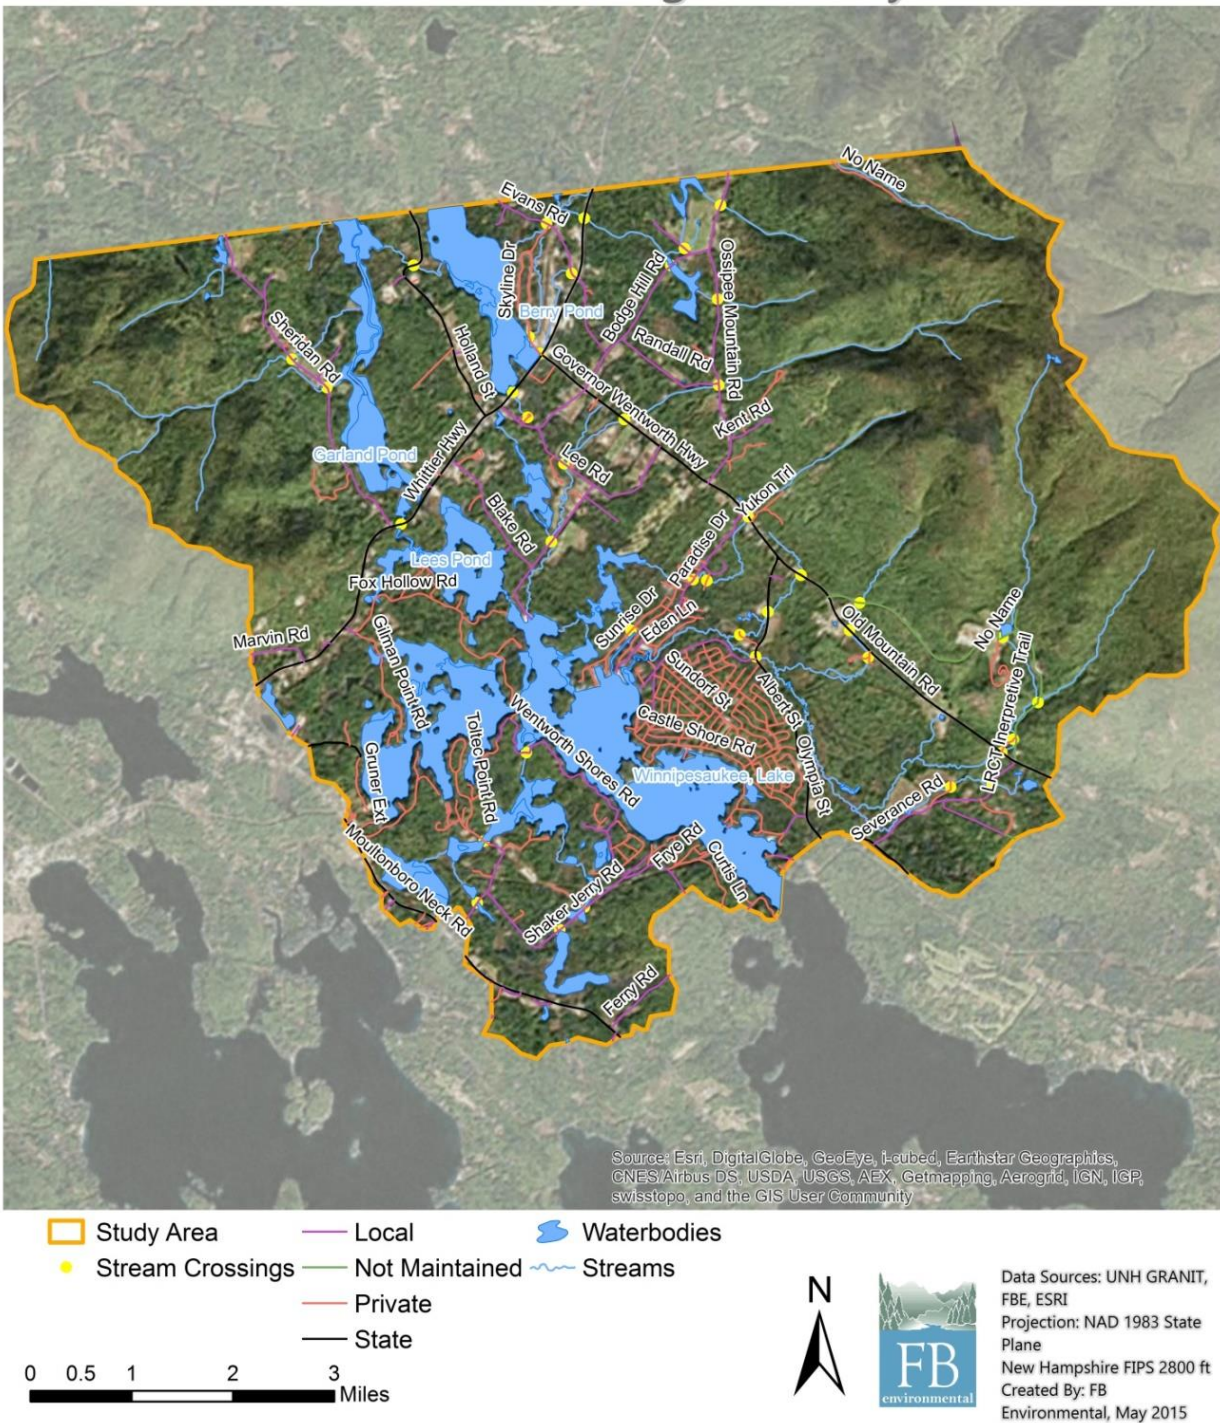 No Name
Evans Rd
Skyline Dr
Berry Pond
Bodge Hill Rd
Ossipee Mountain Rd
Sheridan Rd
Holland St
Randall Rd
Governor Wentworth Hwy
Kent Rd
Garland Pond
Whittier Hwy
Lee Rd
Blake Rd
Yukon Trl
Paradise Dr
Lees Pond
Fox Hollow Rd
Sunrise Dr
Eden Ln
Old Mountain Rd
No Name
Marvin Rd
Gilman Point Rd
Sundorf St
LRCT Inerpretive Trail
Albert St
Wentworth Shores Rd
Castle Shore Rd
Toltec Point Rd
Gruner Ext
Olympia St
Winnipesaukee, Lake
Severance Rd
Moultonboro Neck Rd
Frye Rd
Curtis Ln
Shaker Jerry Rd
Ferry Rd
Source: Esri, DigitalGlobe, GeoEye, i-cubed, Earthstar Geographics,
CNES/Airbus DS, USDA, USGS, AEX, Getmapping, Aerogrid, IGN, IGP,
swisstopo, and the GIS User Community
Study Area
Stream Crossings
Local
Not Maintained
Private
State
Waterbodies
Streams
0 0.5 1 2 3
Miles
N
FB
environmental
Data Sources: UNH GRANIT,
FBE, ESRI
Projection: NAD 1983 State
Plane
New Hampshire FIPS 2800 ft
Created By: FB
Environmental, May 2015